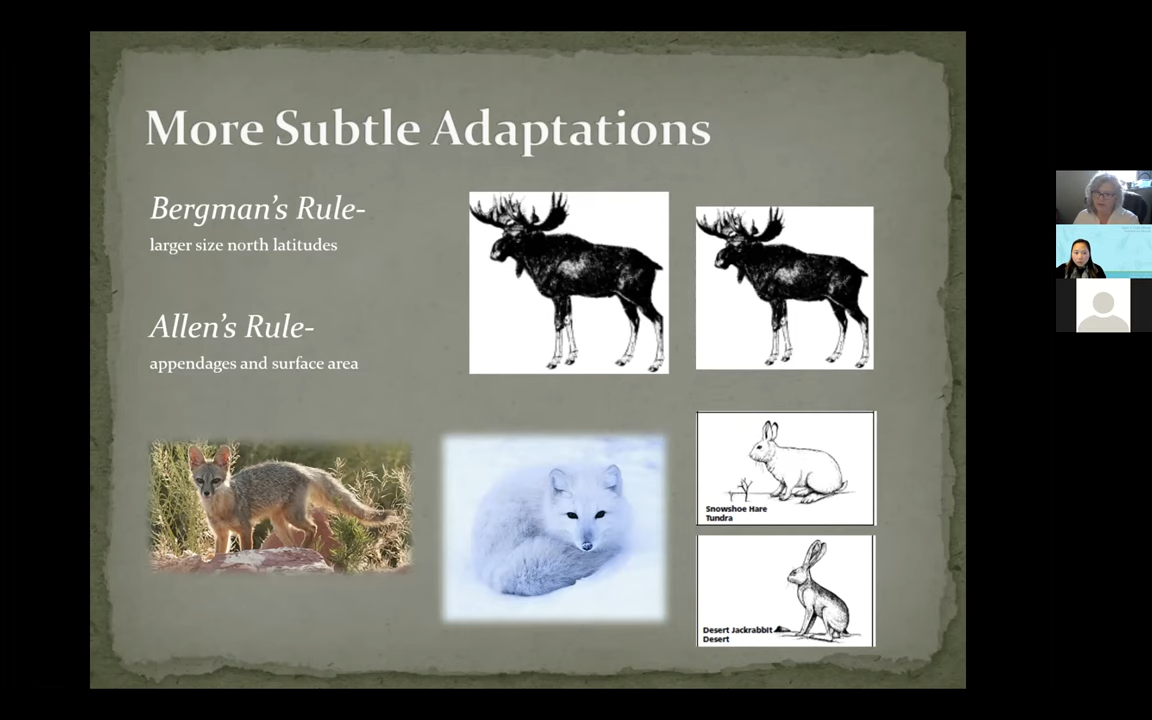 More Subtle Adaptations
Bergman's Rule-
larger size north latitudes
Allen's Rule-
appendages and surface area
Snowshoe Hare
Tundra
Desert Jackrabbit
Desert